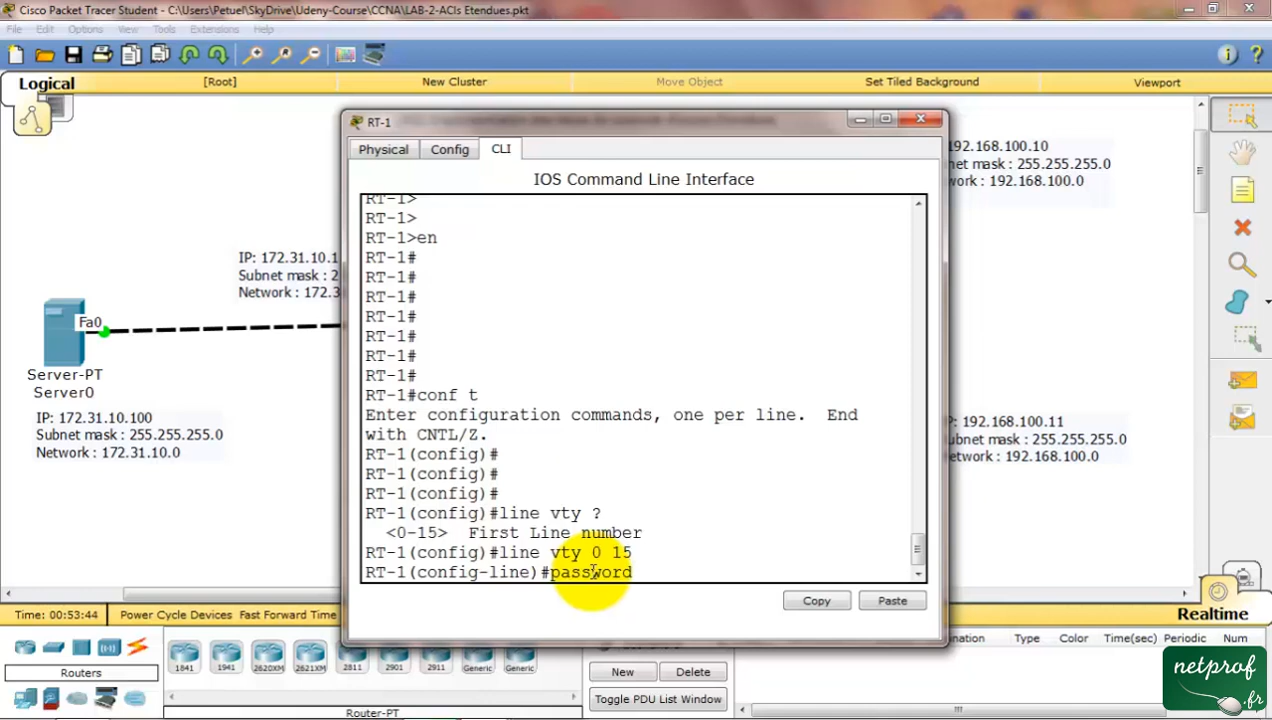 Cisco Packet Tracer Student - C:\Users\Petuel\SkyDrive\Udeny-Course\CCNA\LAB-2-ACIs Etendues.pkt
File Edit Options View Tools Extensions Help
Logical [Root] New Cluster Move Object Set Tiled Background Viewport
RT-1
Physical Config CLI
IOS Command Line Interface
RT-1>
RT-1>
RT-1>en
RT-1#
RT-1#
RT-1#
RT-1#
RT-1#
RT-1#
RT-1#
RT-1#conf t
Enter configuration commands, one per line. End
with CNTL/Z.
RT-1(config)#
RT-1(config)#
RT-1(config)#
RT-1(config)#line vty ?
<0-15> First Line number
RT-1(config)#line vty 0 15
RT-1(config-line)#password
Copy Paste
IP: 172.31.10.1
Subnet mask : 2
Network : 172.3
Fa0
Server-PT
Server0
IP: 172.31.10.100
Subnet mask : 255.255.255.0
Network : 172.31.10.0
192.168.100.10
net mask : 255.255.255.0
work : 192.168.100.0
: 192.168.100.11
bnet mask : 255.255.255.0
etwork : 192.168.100.0
Time: 00:53:44 Power Cycle Devices Fast Forward Time
Realtime
Routers
1841 1941 2620XM 2621XM 2811 2901 2911 Generic Generic
Router-PT
New Delete
Toggle PDU List Window
nation Type Color Time(sec) Periodic Num
netprof
.fr